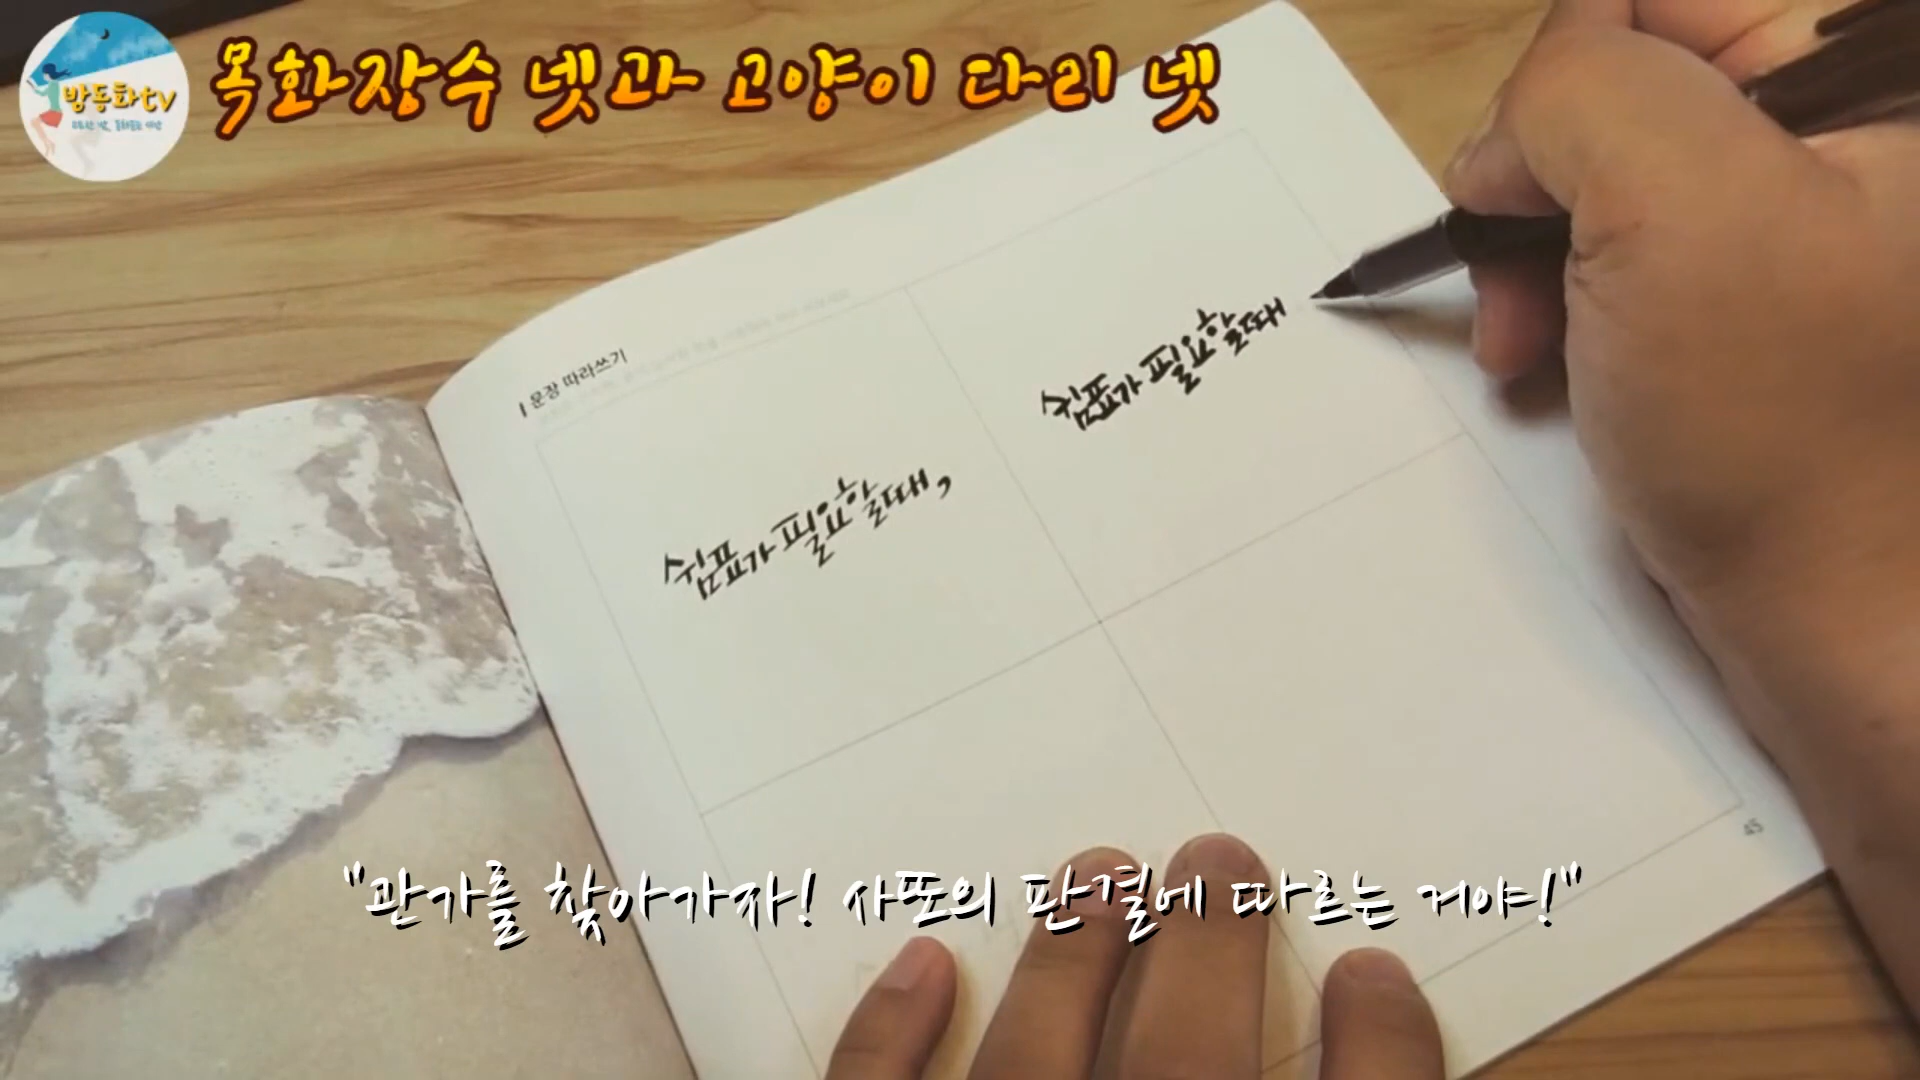 밤동화tv
목화장수 넷과 고양이 다리 넷
문장 따라쓰기
쉼표가 필요할때,
쉼표가 필요할때
45
"관가를 찾아가자! 사또의 판결에 따르는 거야!"